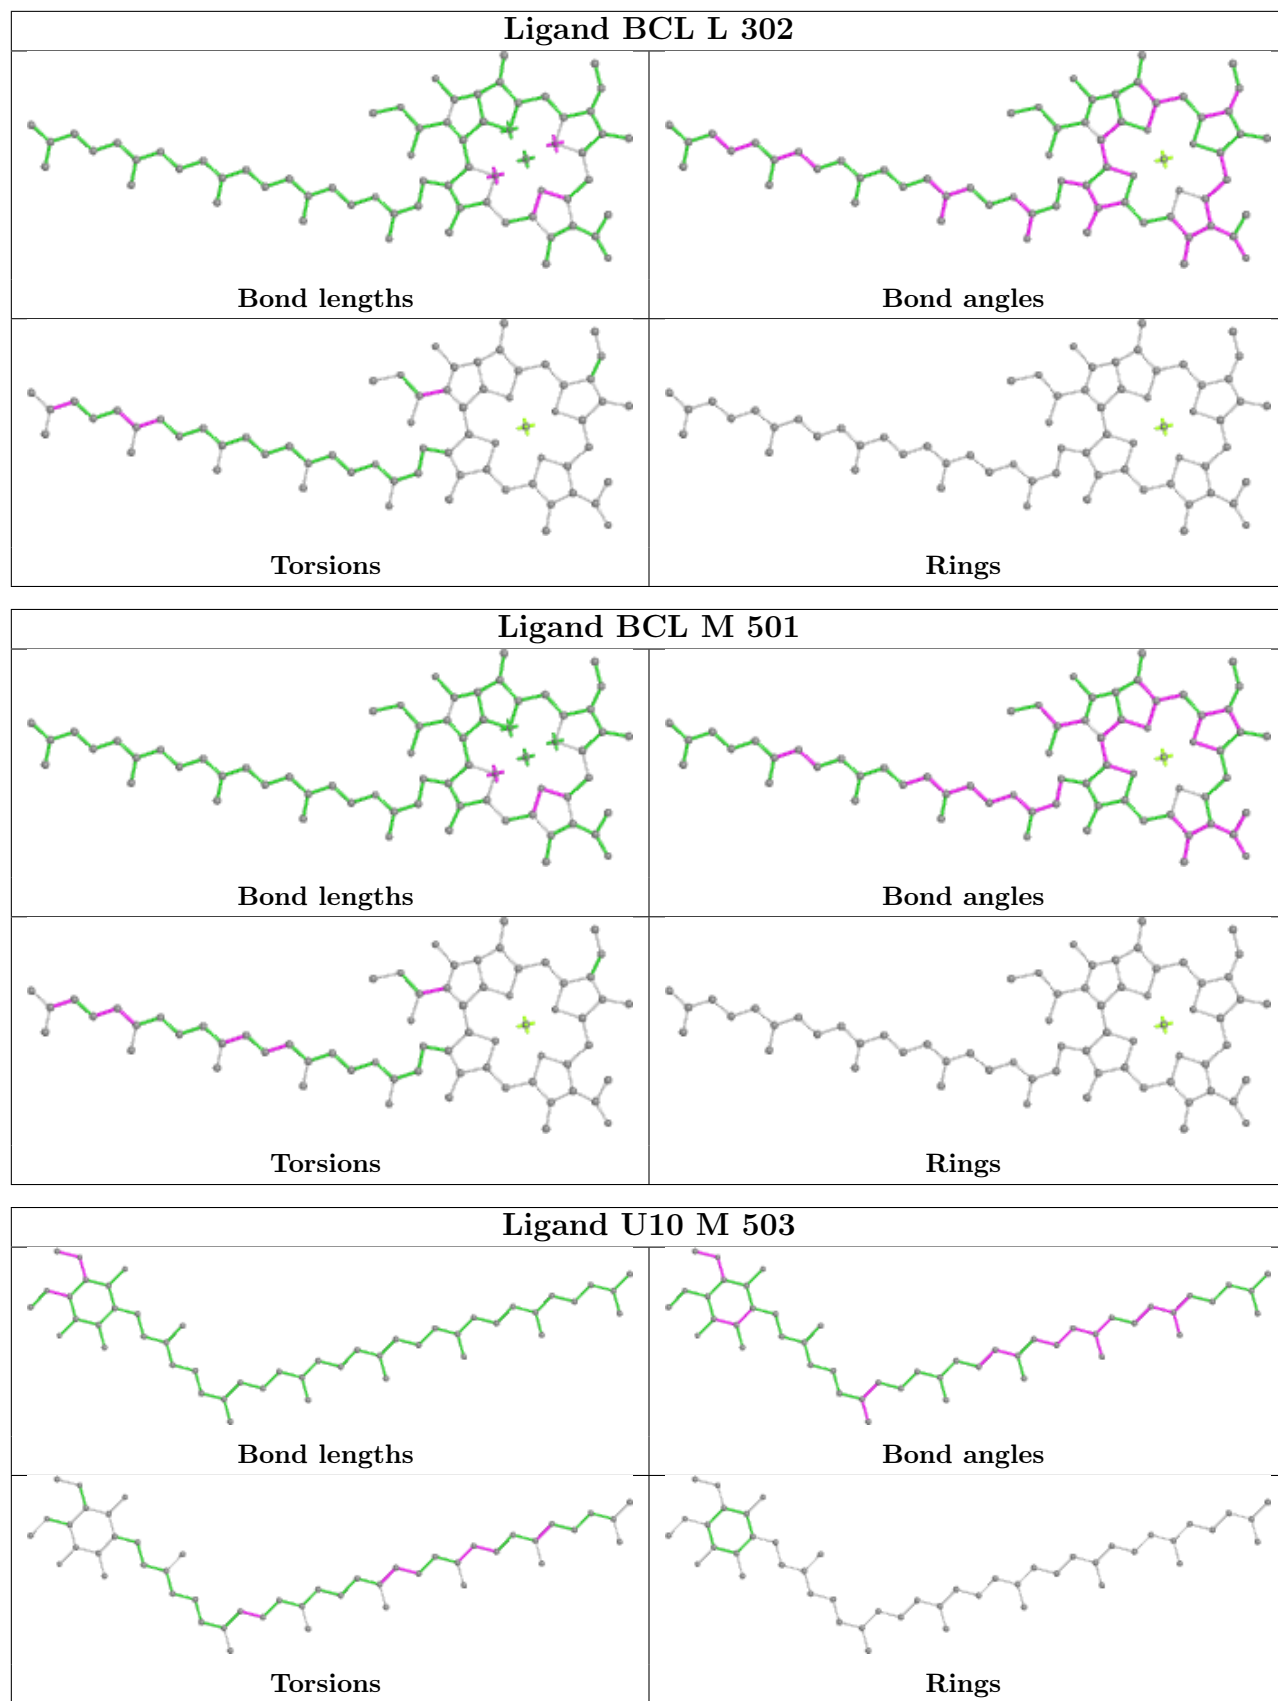 Ligand BCL L 302
Bond lengths
Bond angles
Torsions
Rings
Ligand BCL M 501
Bond lengths
Bond angles
Torsions
Rings
Ligand U10 M 503
Bond lengths
Bond angles
Torsions
Rings